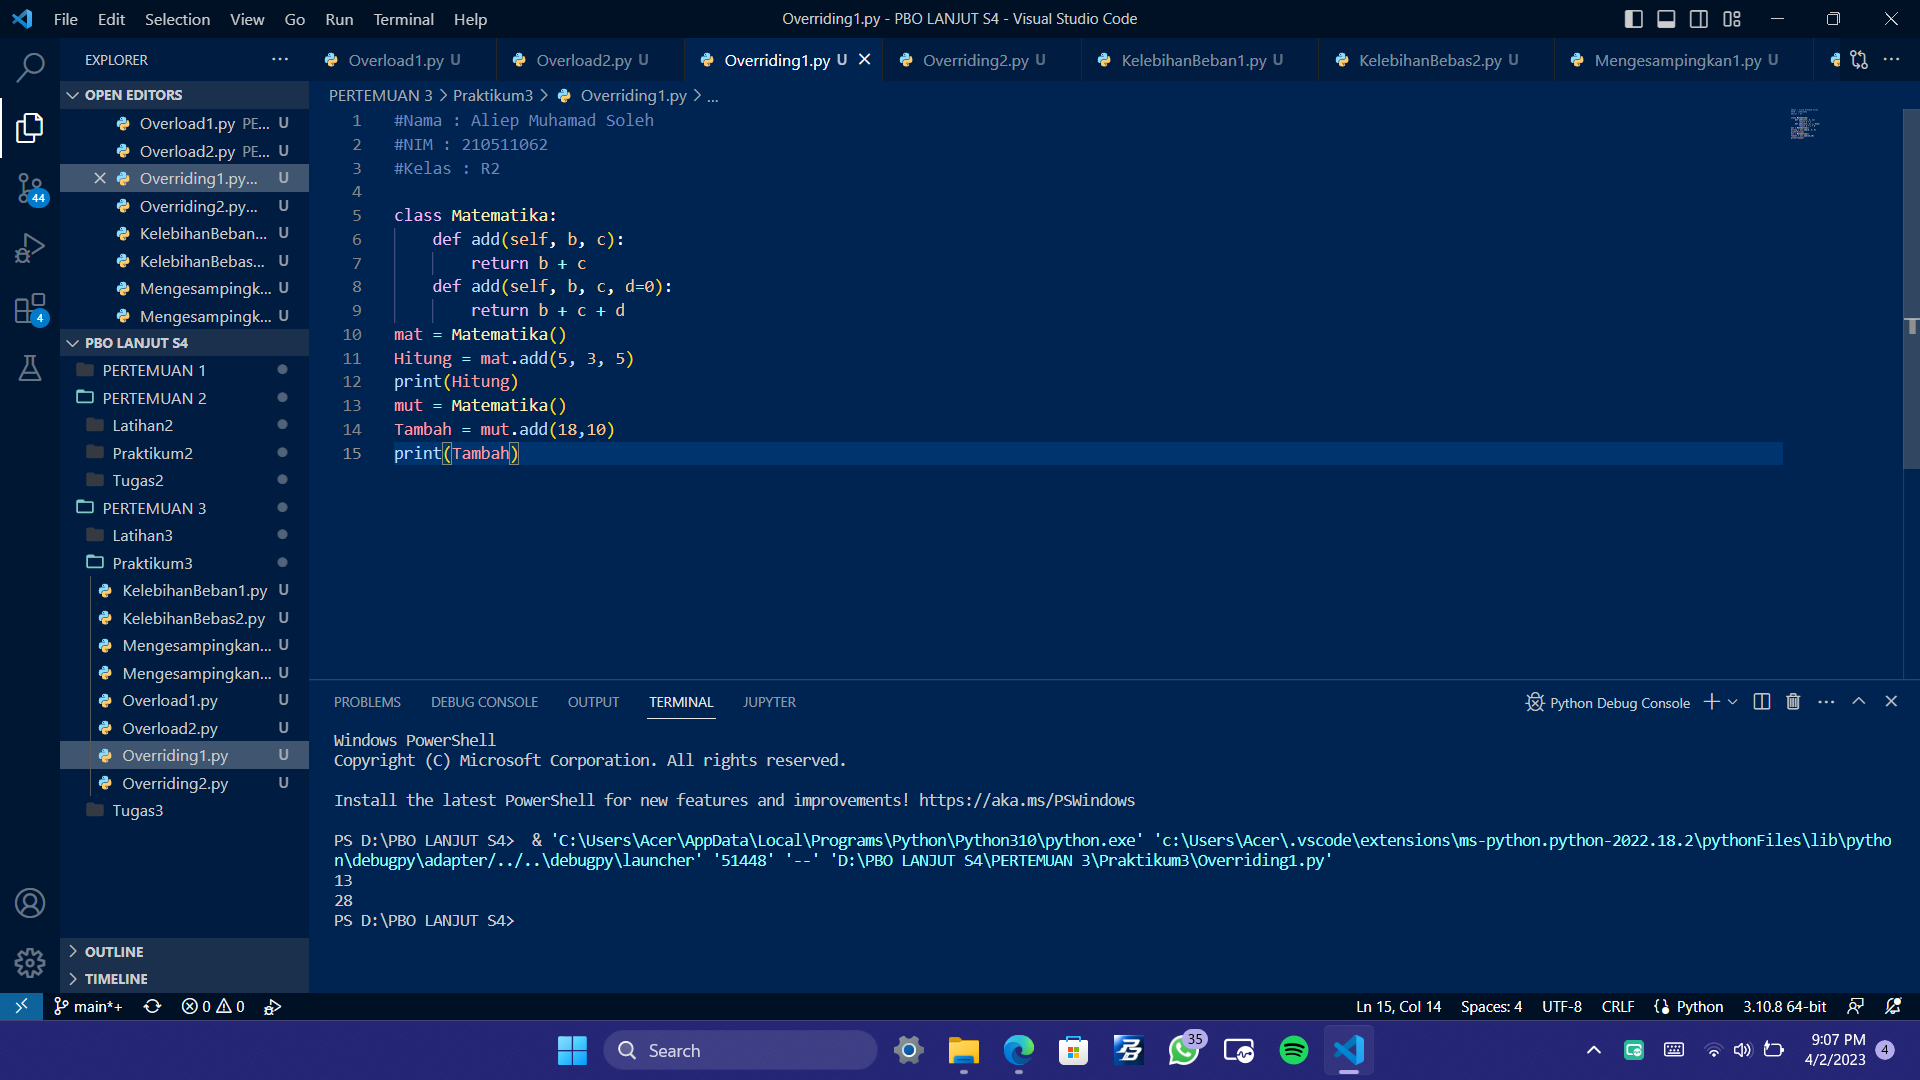 File Edit Selection View Go Run Terminal Help
Overriding1.py - PBO LANJUT S4 - Visual Studio Code
EXPLORER ...
Overload1.py U
Overload2.py U
Overriding1.py U
Overriding2.py U
KelebihanBeban1.py U
KelebihanBebas2.py U
Mengesampingkan1.py U
OPEN EDITORS
Overload1.py PE... U
Overload2.py PE... U
Overriding1.py... U
Overriding2.py... U
KelebihanBeban... U
KelebihanBebas... U
Mengesampingk... U
Mengesampingk... U
PBO LANJUT S4
PERTEMUAN 1
PERTEMUAN 2
Latihan2
Praktikum2
Tugas2
PERTEMUAN 3
Latihan3
Praktikum3
KelebihanBeban1.py U
KelebihanBebas2.py U
Mengesampingkan... U
Mengesampingkan... U
Overload1.py U
Overload2.py U
Overriding1.py U
Overriding2.py U
Tugas3
OUTLINE
TIMELINE
44
4
PERTEMUAN 3 > Praktikum3 > Overriding1.py > ...
1 #Nama : Aliep Muhamad Soleh
2 #NIM : 210511062
3 #Kelas : R2
4
5 class Matematika:
6 def add(self, b, c):
7 return b + c
8 def add(self, b, c, d=0):
9 return b + c + d
10 mat = Matematika()
11 Hitung = mat.add(5, 3, 5)
12 print(Hitung)
13 mut = Matematika()
14 Tambah = mut.add(18,10)
15 print(Tambah)
PROBLEMS DEBUG CONSOLE OUTPUT TERMINAL JUPYTER
Python Debug Console
Windows PowerShell
Copyright (C) Microsoft Corporation. All rights reserved.
Install the latest PowerShell for new features and improvements! https://aka.ms/PSWindows
PS D:\PBO LANJUT S4> & 'C:\Users\Acer\AppData\Local\Programs\Python\Python310\python.exe' 'c:\Users\Acer\.vscode\extensions\ms-python.python-2022.18.2\pythonFiles\lib\pytho
n\debugpy\adapter/../..\debugpy\launcher' '51448' '--' 'D:\PBO LANJUT S4\PERTEMUAN 3\Praktikum3\Overriding1.py'
13
28
PS D:\PBO LANJUT S4>
main*+ 0 0
Ln 15, Col 14 Spaces: 4 UTF-8 CRLF Python 3.10.8 64-bit
Search
35
9:07 PM
4/2/2023
4